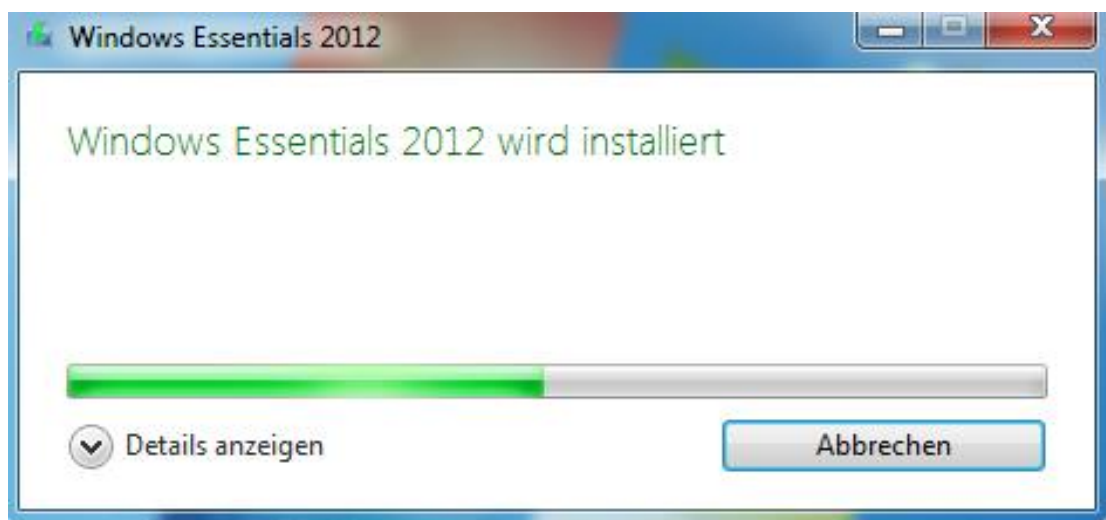 Windows Essentials 2012
Windows Essentials 2012 wird installiert
Details anzeigen
Abbrechen